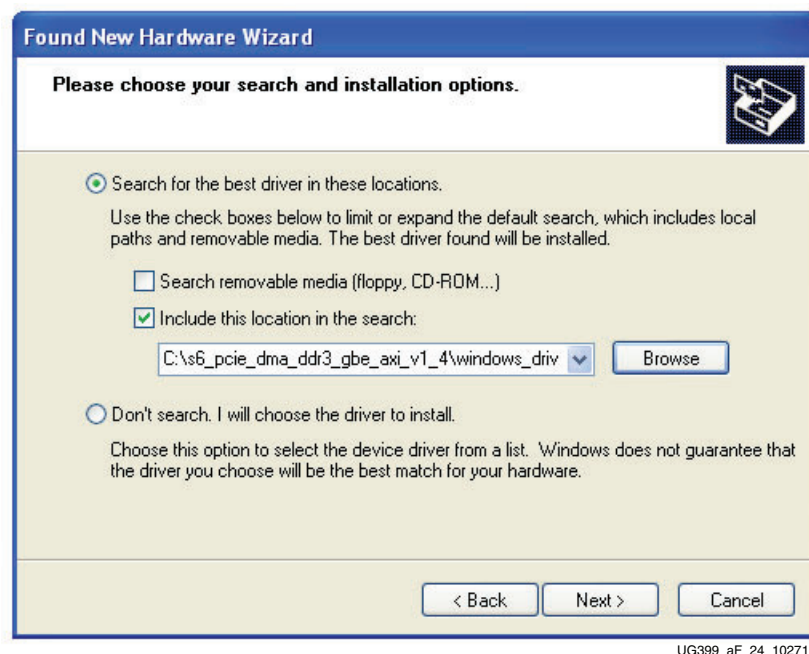 Found New Hardware Wizard
Please choose your search and installation options.
Search for the best driver in these locations.
Use the check boxes below to limit or expand the default search, which includes local
paths and removable media. The best driver found will be installed.
Search removable media (floppy, CD-ROM...)
Include this location in the search:
C:\s6_pcie_dma_ddr3_gbe_axi_v1_4\windows_driv
Browse
Don't search. I will choose the driver to install.
Choose this option to select the device driver from a list. Windows does not guarantee that
the driver you choose will be the best match for your hardware.
< Back Next > Cancel
UG399_aF_24_10271